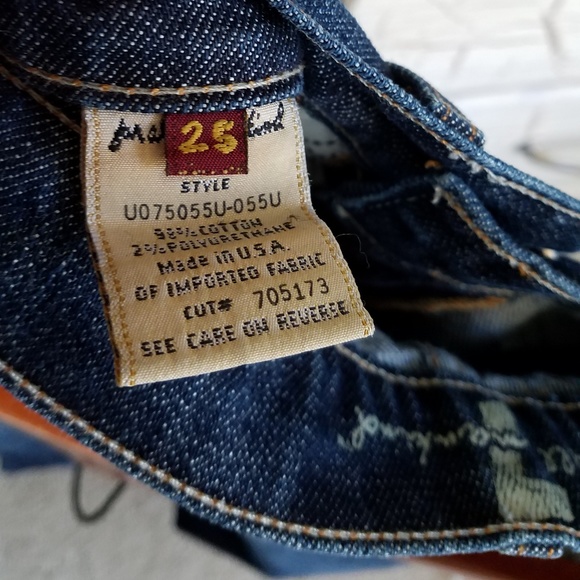 25
STYLE
U075055U-055U
98% COTTON
2% POLYURETHANE
Made in U.S.A.
OF IMPORTED FABRIC
CUT# 705173
SEE CARE ON REVERSE
mankind